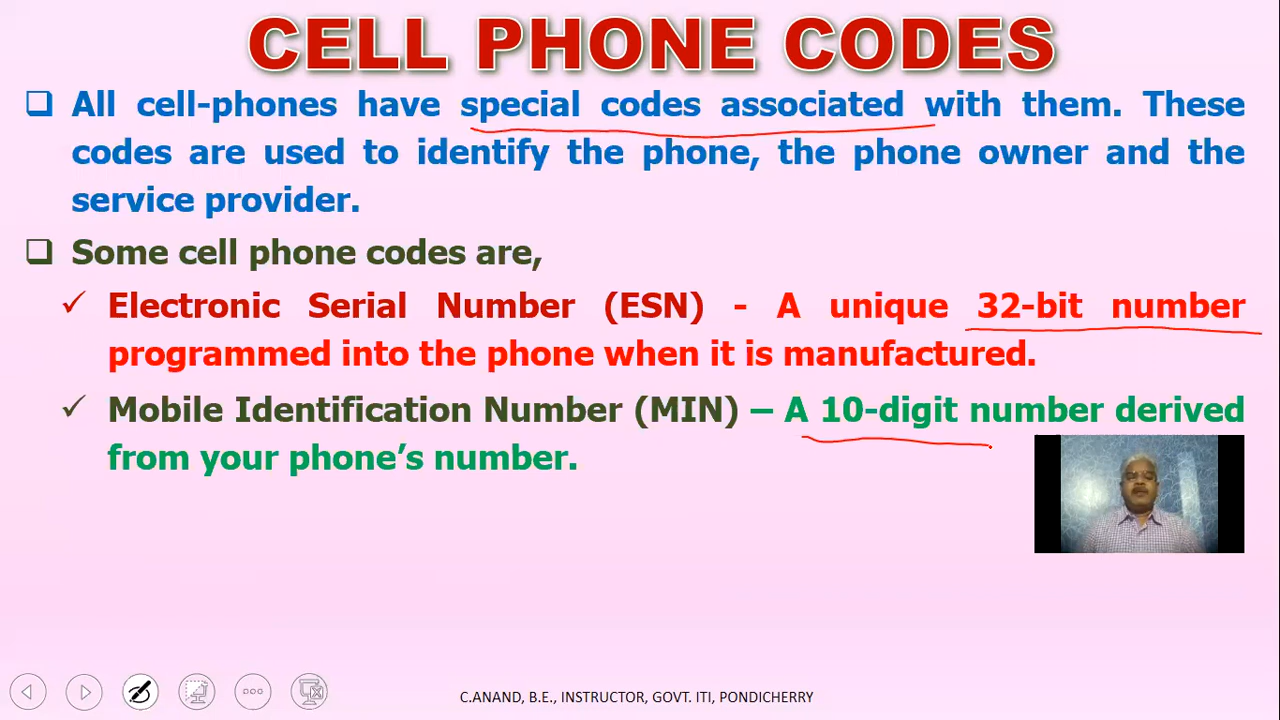 CELL PHONE CODES
All cell-phones have special codes associated with them. These
codes are used to identify the phone, the phone owner and the
service provider.
Some cell phone codes are,
Electronic Serial Number (ESN) - A unique 32-bit number
programmed into the phone when it is manufactured.
Mobile Identification Number (MIN) – A 10-digit number derived
from your phone’s number.
C.ANAND, B.E., INSTRUCTOR, GOVT. ITI, PONDICHERRY